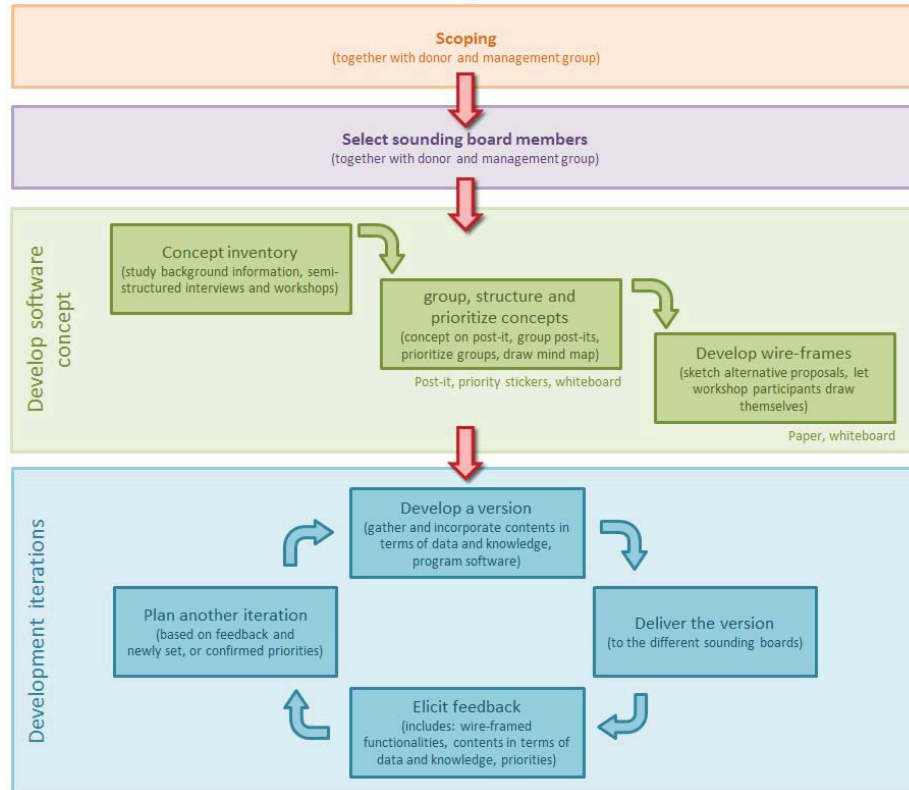 Scoping
(together with donor and management group)
Select sounding board members
(together with donor and management group)
Develop software
concept
Concept inventory
(study background information, semi-
structured interviews and workshops)
group, structure and
prioritize concepts
(concept on post-it, group post-its,
prioritize groups, draw mind map)
Post-it, priority stickers, whiteboard
Develop wire-frames
(sketch alternative proposals, let
workshop participants draw
themselves)
Paper, whiteboard
Development iterations
Develop a version
(gather and incorporate contents in
terms of data and knowledge,
program software)
Plan another iteration
(based on feedback and
newly set, or confirmed priorities)
Deliver the version
(to the different sounding boards)
Elicit feedback
(includes: wire-framed
functionalities, contents in terms of
data and knowledge, priorities)